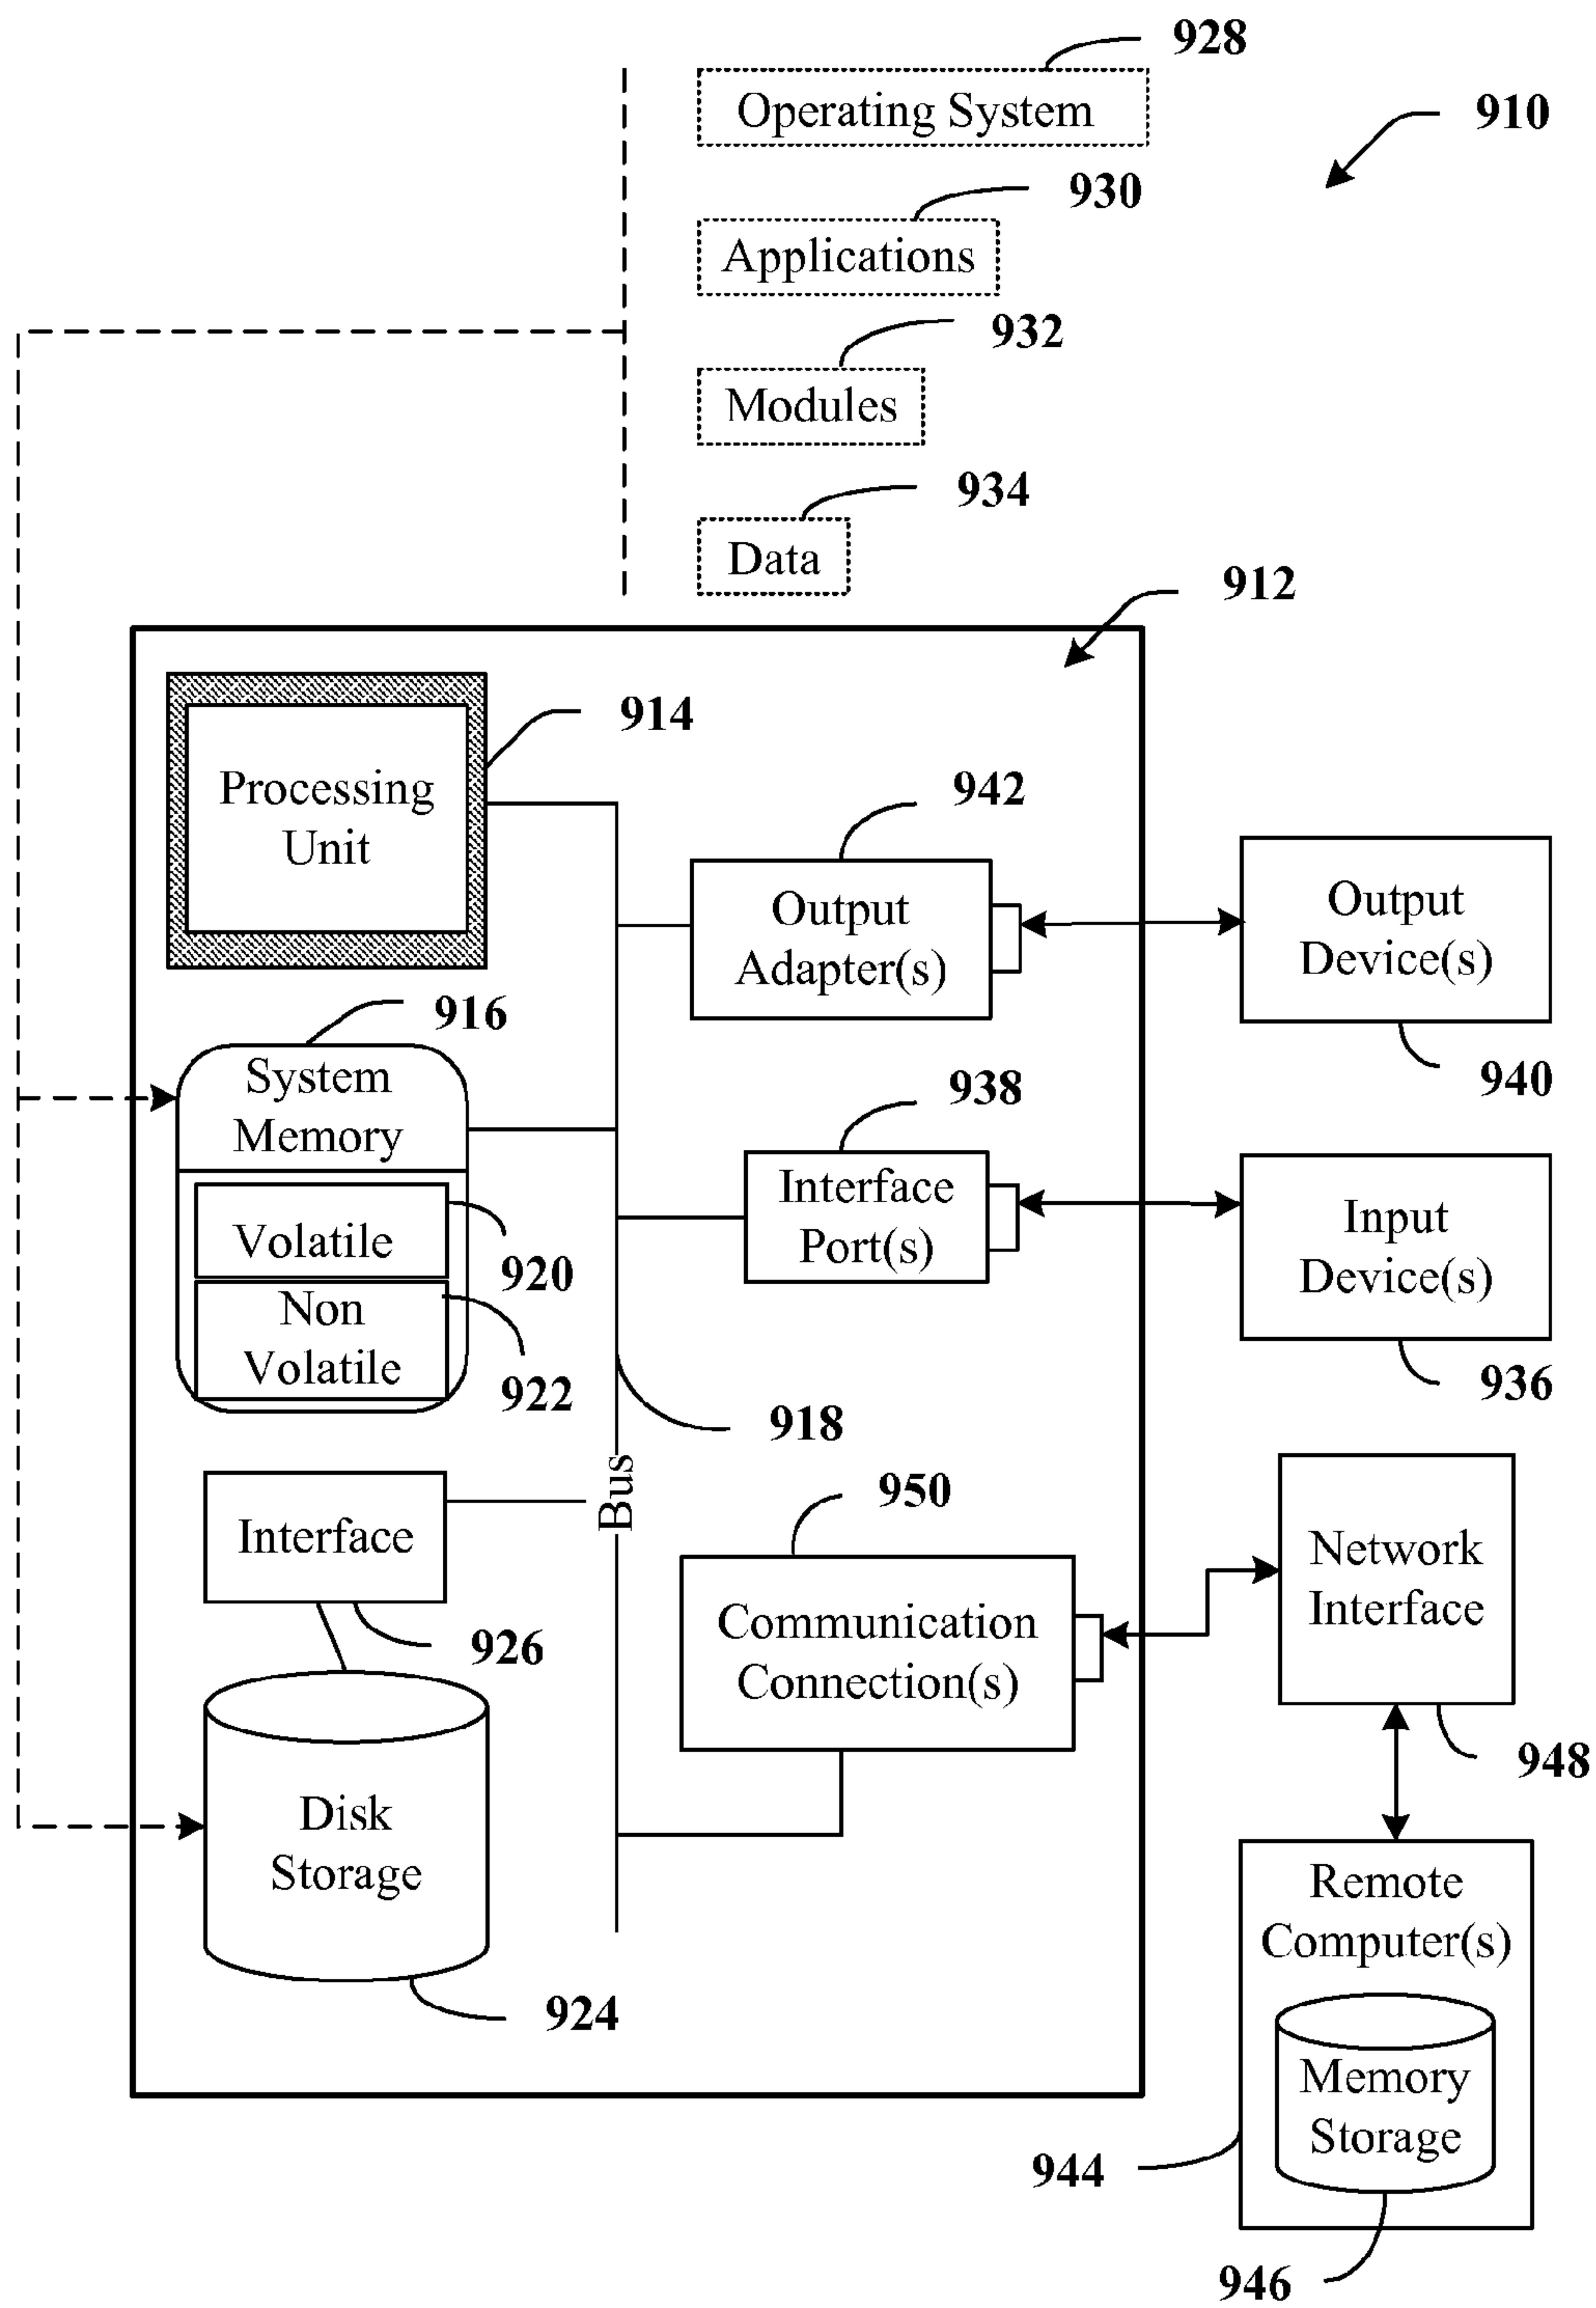 928
Operating System
910
930
Applications
932
Modules
934
Data
912
914
Processing
Unit
942
Output
Adapter(s)
Output
Device(s)
940
916
System
Memory
938
Interface
Port(s)
Input
Device(s)
936
Volatile
920
Non
Volatile
922
918
Bus
950
Interface
926
Communication
Connection(s)
Network
Interface
948
Disk
Storage
924
Remote
Computer(s)
Memory
Storage
944
946